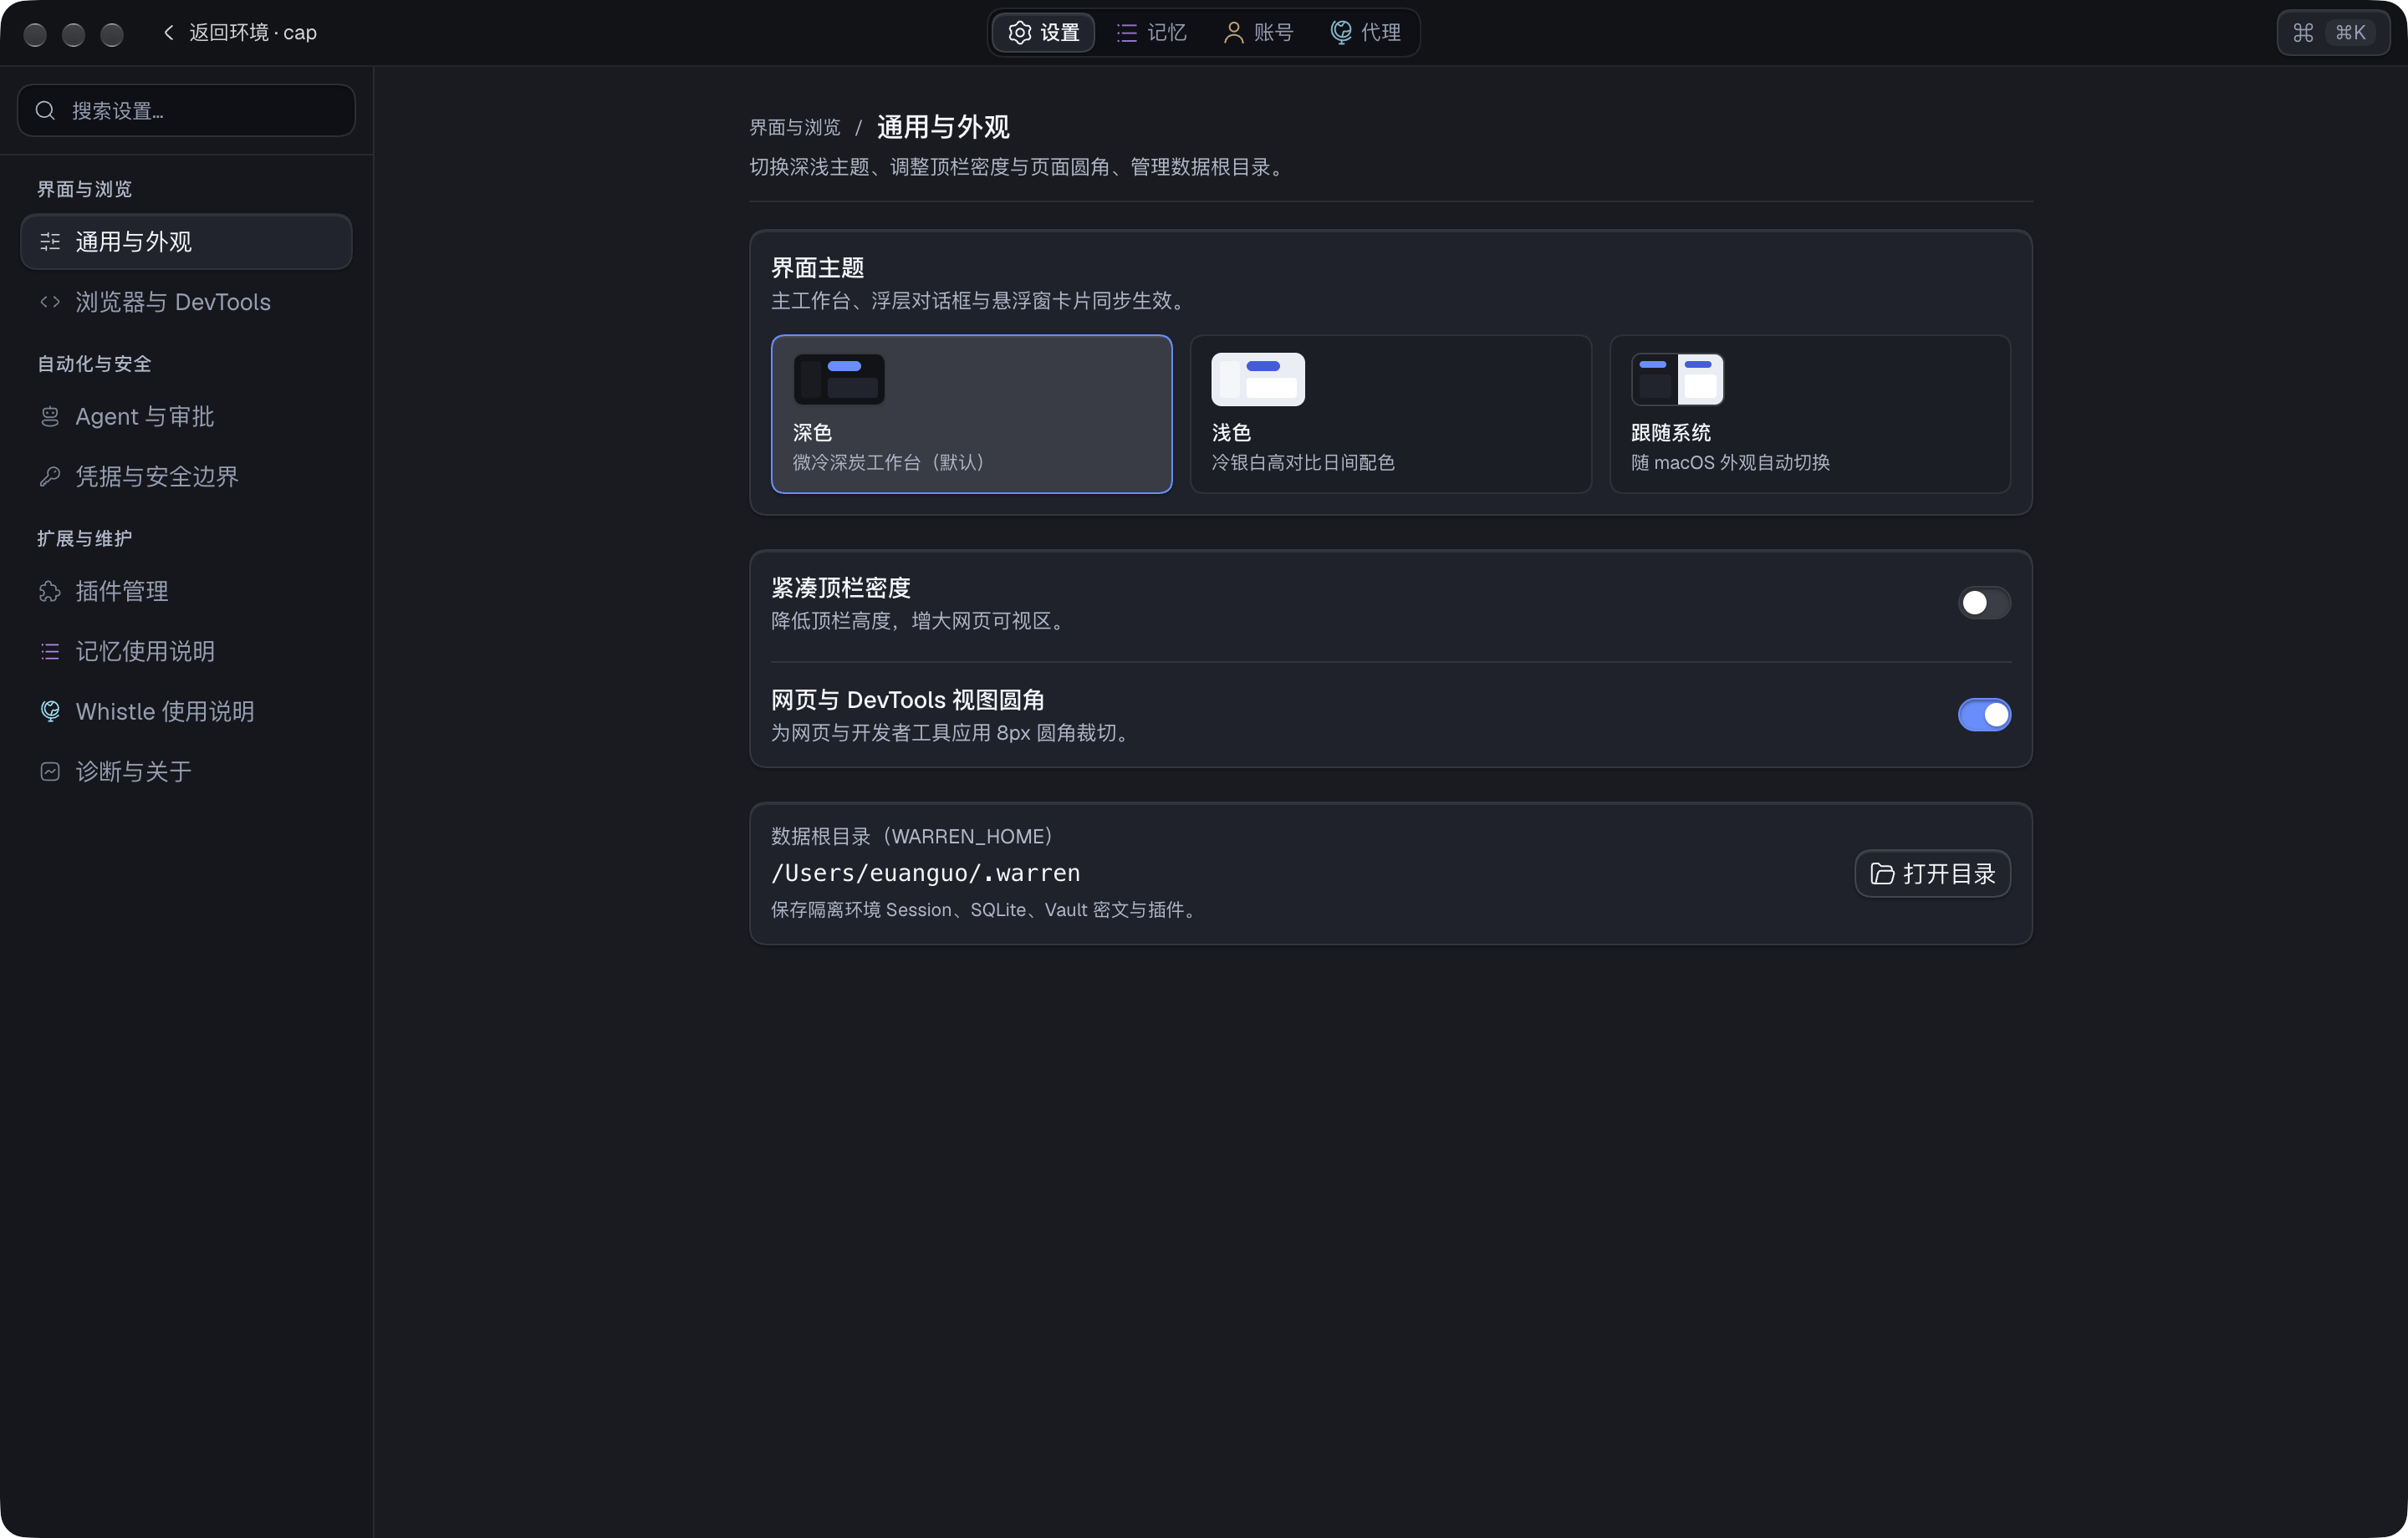 返回环境 · cap
设置
记忆
账号
代理
⌘ ⌘K
搜索设置...
界面与浏览
通用与外观
浏览器与 DevTools
自动化与安全
Agent 与审批
凭据与安全边界
扩展与维护
插件管理
记忆使用说明
Whistle 使用说明
诊断与关于
界面与浏览 / 通用与外观
切换深浅主题、调整顶栏密度与页面圆角、管理数据根目录。
界面主题
主工作台、浮层对话框与悬浮窗卡片同步生效。
深色
微冷深炭工作台（默认）
浅色
冷银白高对比日间配色
跟随系统
随 macOS 外观自动切换
紧凑顶栏密度
降低顶栏高度，增大网页可视区。
网页与 DevTools 视图圆角
为网页与开发者工具应用 8px 圆角裁切。
数据根目录（WARREN_HOME）
/Users/euanguo/.warren
保存隔离环境 Session、SQLite、Vault 密文与插件。
打开目录